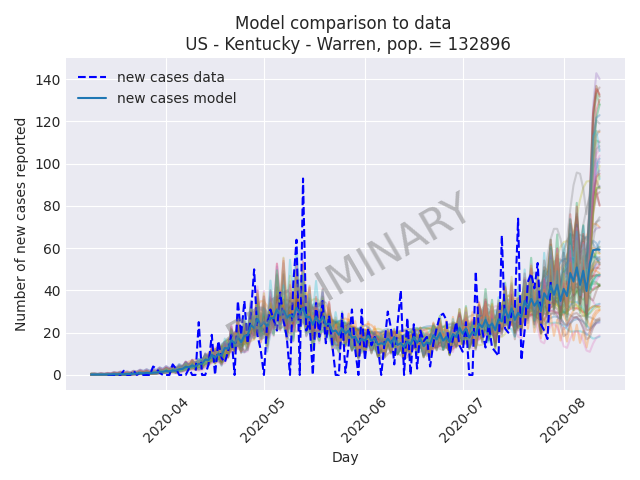 Model comparison to data
US - Kentucky - Warren, pop. = 132896
new cases data
new cases model
Number of new cases reported
140
120
100
80
60
40
20
0
2020-04
2020-05
2020-06
2020-07
2020-08
Day